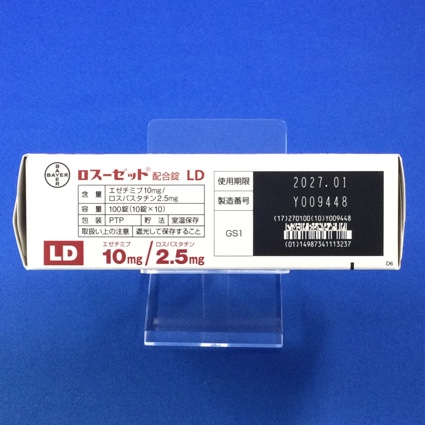 BAYER
BAYER
ロスーゼット® 配合錠 LD
含 量 エゼチミブ10mg/
ロスバスタチン2.5mg
容 量 100錠(10錠×10)
包 装 PTP 貯 法 室温保存
取扱い上の注意 遮光して保存すること
LD
エゼチミブ ロスバスタチン
10mg/2.5mg
使用期限 2027.01
製造番号 Y009448
GS1
(17)270100(10)Y009448
(01)14987341113237
D6